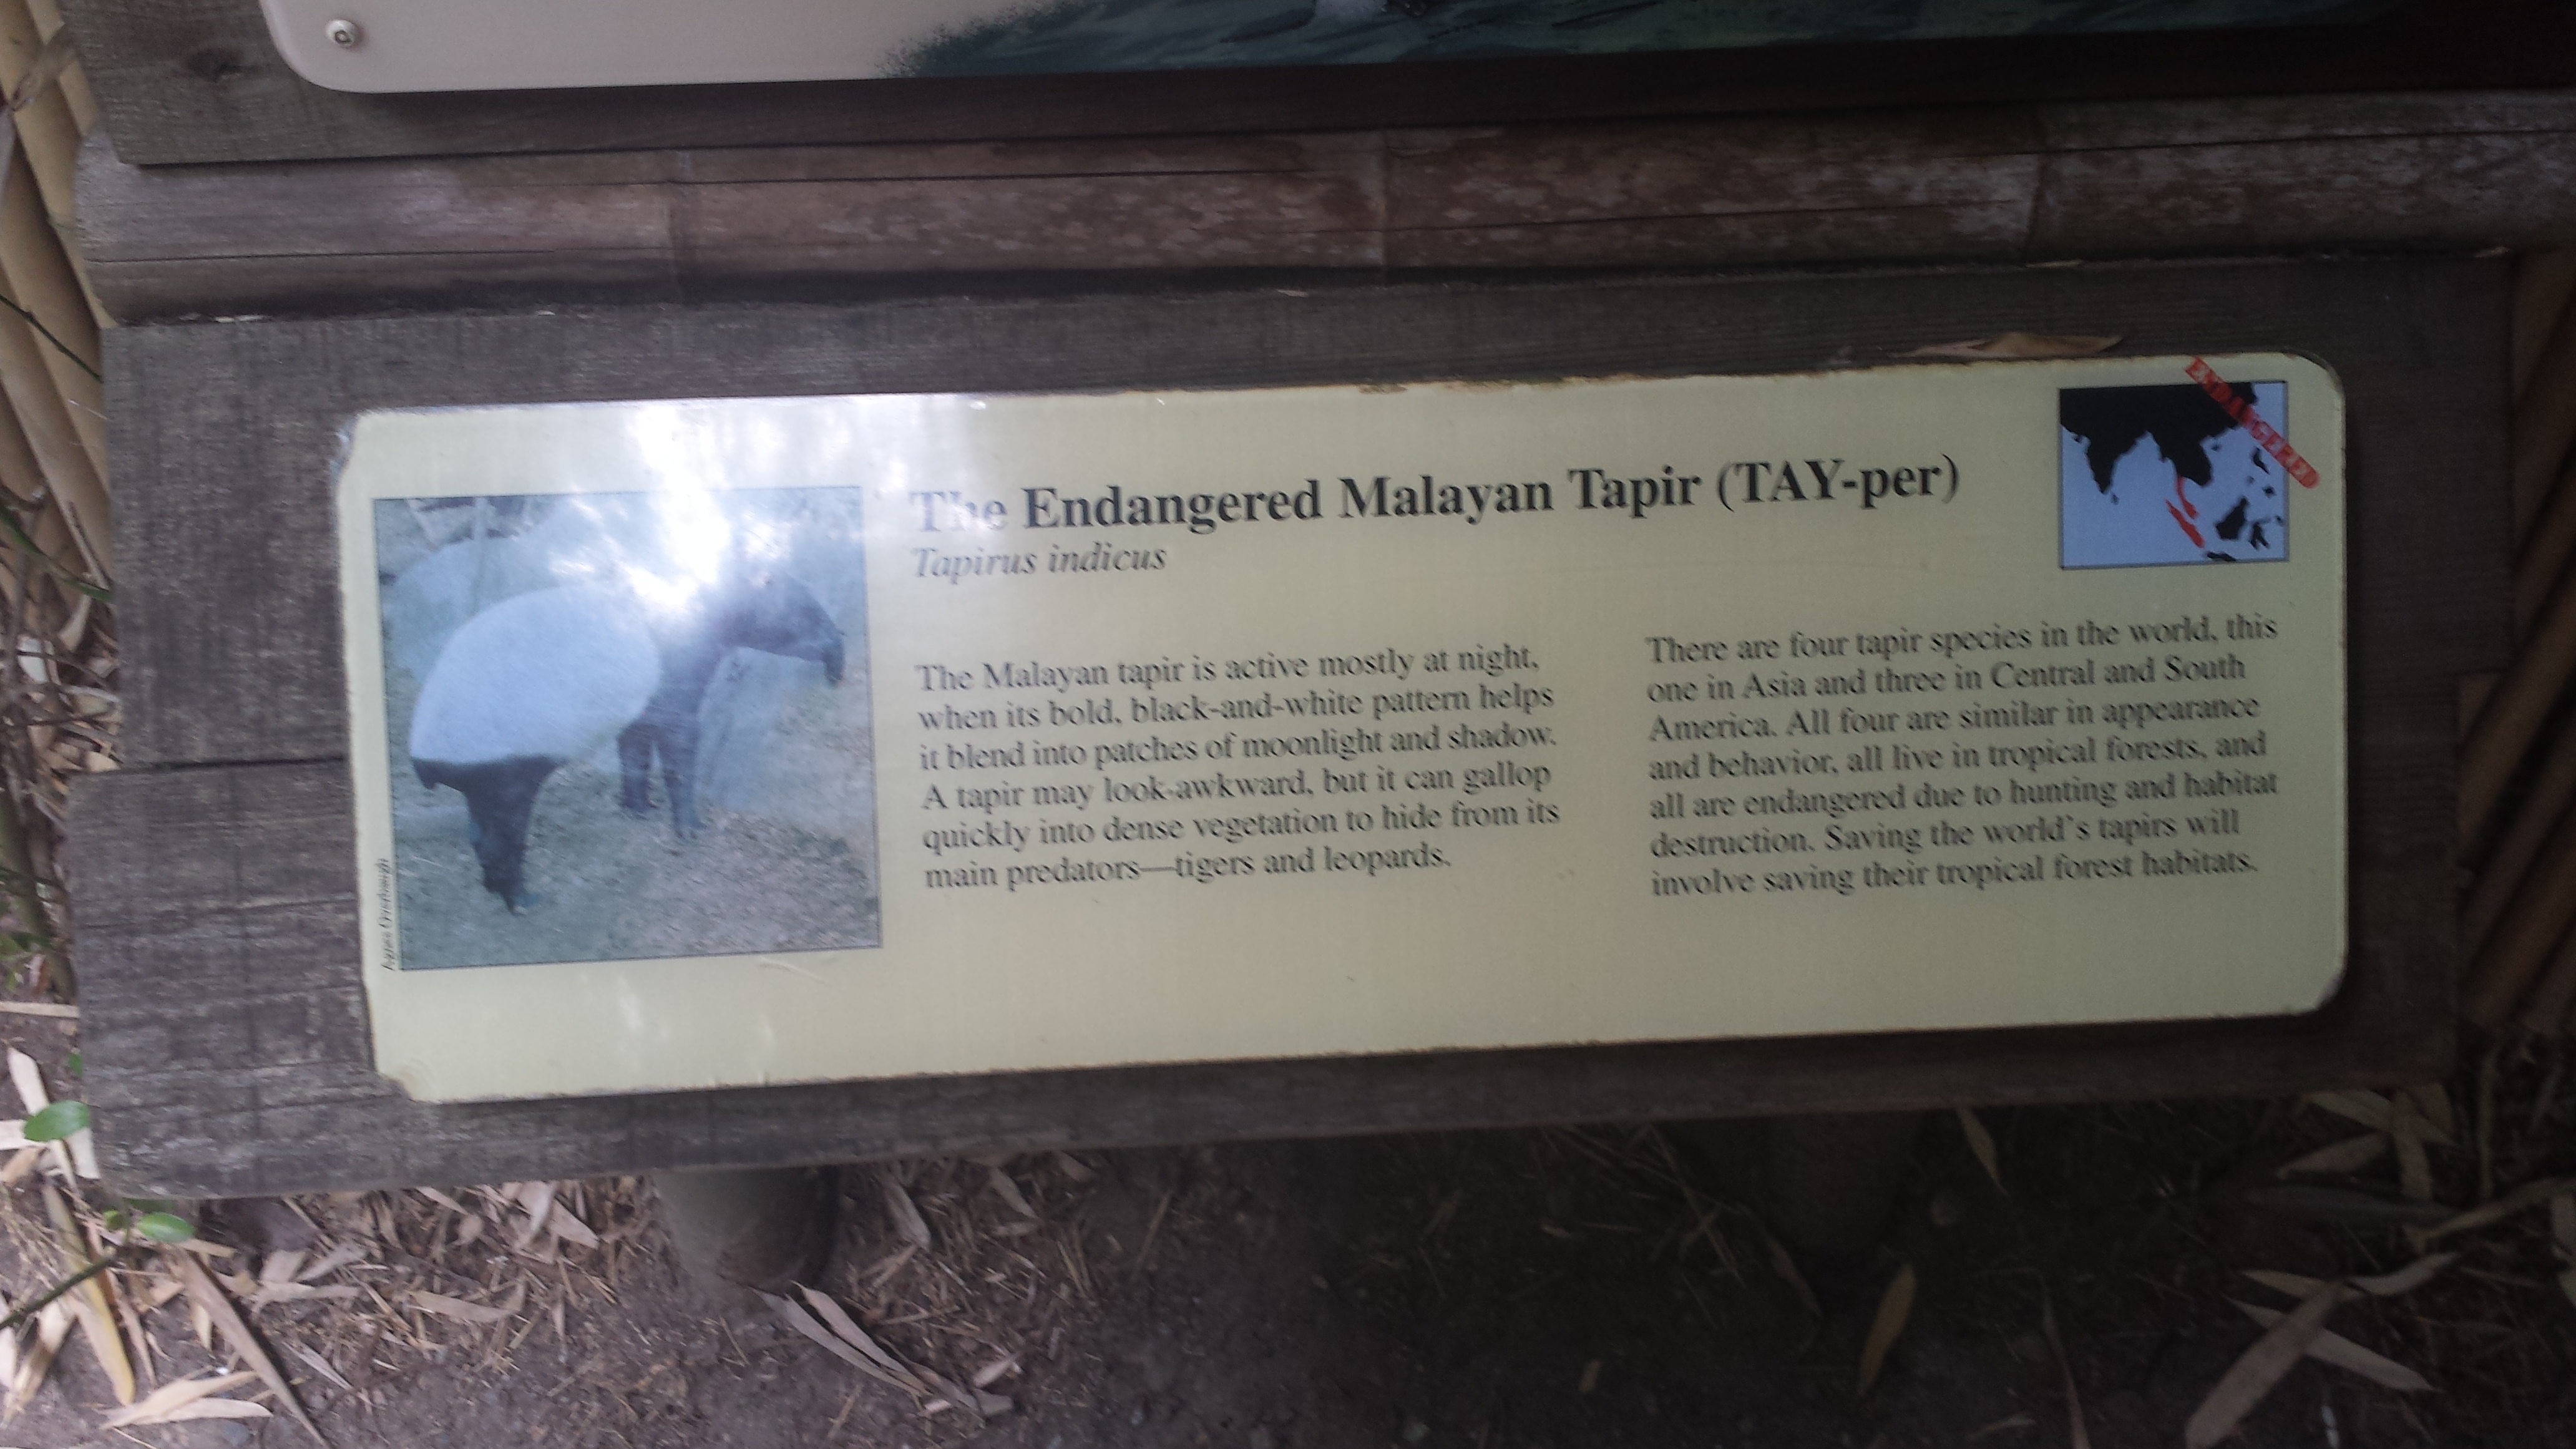 The Endangered Malayan Tapir (TAY-per)
Tapirus indicus
ENDANGERED
The Malayan tapir is active mostly at night,
when its bold, black-and-white pattern helps
it blend into patches of moonlight and shadow.
A tapir may look awkward, but it can gallop
quickly into dense vegetation to hide from its
main predators—tigers and leopards.
There are four tapir species in the world, this
one in Asia and three in Central and South
America. All four are similar in appearance
and behavior, all live in tropical forests, and
all are endangered due to hunting and habitat
destruction. Saving the world's tapirs will
involve saving their tropical forest habitats.